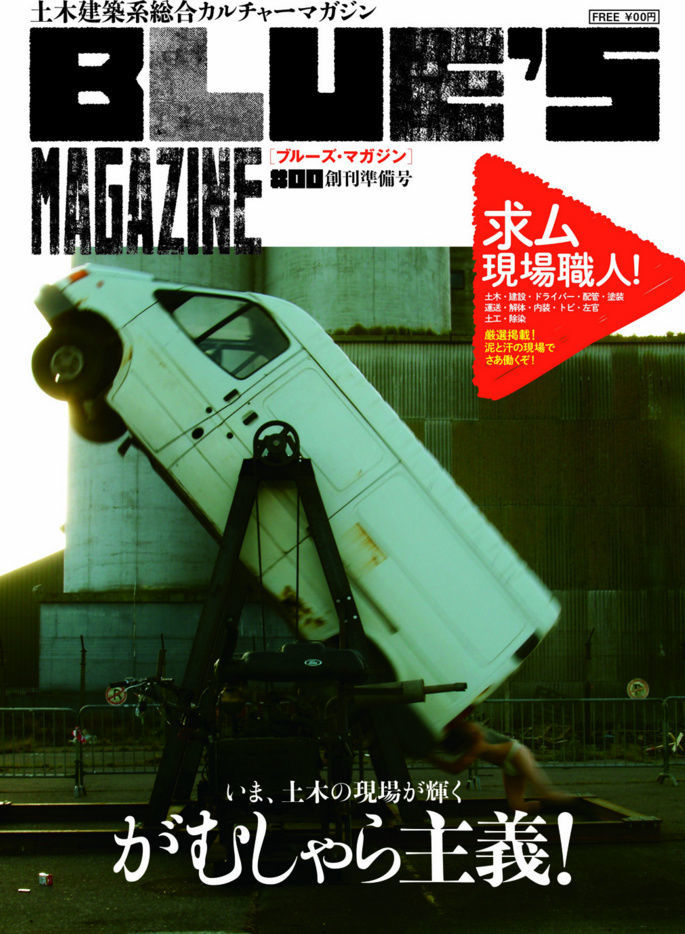 土木建築系総合カルチャーマガジン
FREE ¥00円
BLUE'S
MAGAZINE
[ブルーズ・マガジン]
#00創刊準備号
求ム
現場職人!
土木・建設・ドライバー・配管・塗装
運送・解体・内装・トビ・左官
土工・除染
厳選掲載!
泥と汗の現場で
さあ働くぞ!
Ford
いま、土木の現場が輝く
がむしゃら主義!